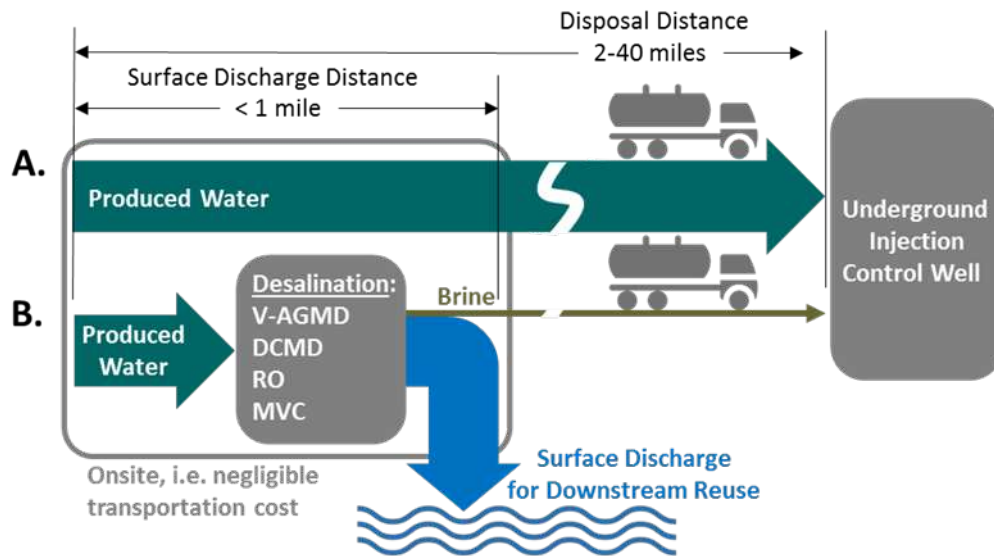 Disposal Distance
2-40 miles
Surface Discharge Distance
< 1 mile
A.
Produced Water
Underground
Injection
Control Well
B.
Produced
Water
Desalination:
V-AGMD
DCMD
RO
MVC
Brine
Onsite, i.e. negligible
transportation cost
Surface Discharge
for Downstream Reuse